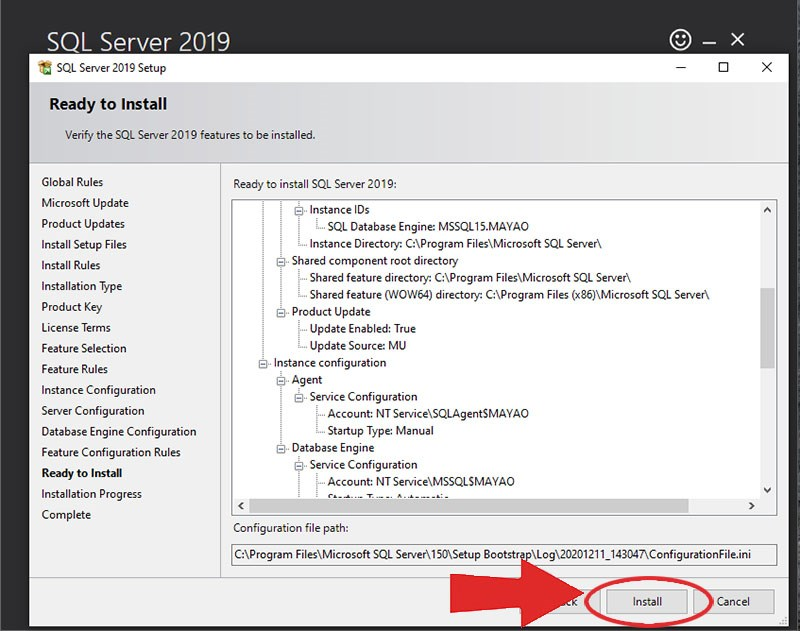 SQL Server 2019
SQL Server 2019 Setup
Ready to Install
Verify the SQL Server 2019 features to be installed.
Global Rules
Microsoft Update
Product Updates
Install Setup Files
Install Rules
Installation Type
Product Key
License Terms
Feature Selection
Feature Rules
Instance Configuration
Server Configuration
Database Engine Configuration
Feature Configuration Rules
Ready to Install
Installation Progress
Complete
Ready to install SQL Server 2019:
Instance IDs
SQL Database Engine: MSSQL15.MAYAO
Instance Directory: C:\Program Files\Microsoft SQL Server\
Shared component root directory
Shared feature directory: C:\Program Files\Microsoft SQL Server\
Shared feature (WOW64) directory: C:\Program Files (x86)\Microsoft SQL Server\
Product Update
Update Enabled: True
Update Source: MU
Instance configuration
Agent
Service Configuration
Account: NT Service\SQLAgent$MAYAO
Startup Type: Manual
Database Engine
Service Configuration
Account: NT Service\MSSQL$MAYAO
Startup Type: Automatic
Configuration file path:
C:\Program Files\Microsoft SQL Server\150\Setup Bootstrap\Log\20201211_143047\ConfigurationFile.ini
Install
Cancel